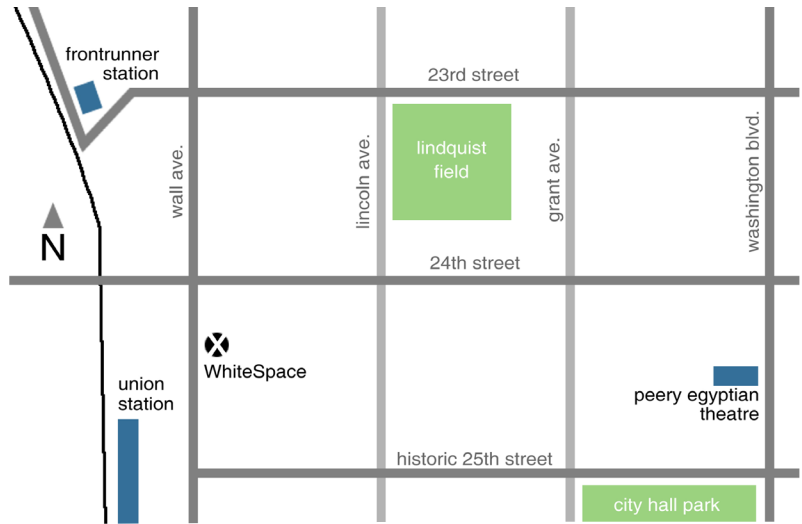 frontrunner
station
23rd street
wall ave.
lincoln ave.
lindquist
field
grant ave.
washington blvd.
N
24th street
WhiteSpace
union
station
peery egyptian
theatre
historic 25th street
city hall park